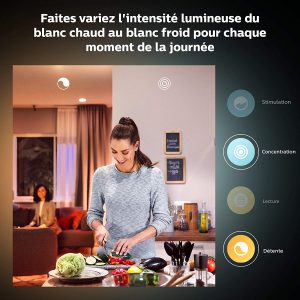 Faites variez l'intensité lumineuse du
blanc chaud au blanc froid pour chaque
moment de la journée
Stimulation
Concentration
Lecture
Détente